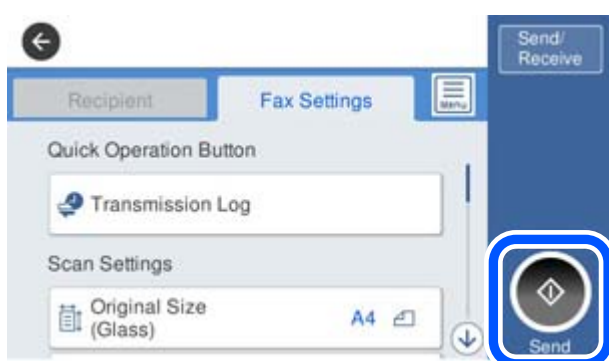 Send/
Receive
Recipient
Fax Settings
Menu
Quick Operation Button
Transmission Log
Scan Settings
Original Size
(Glass)
A4
Send